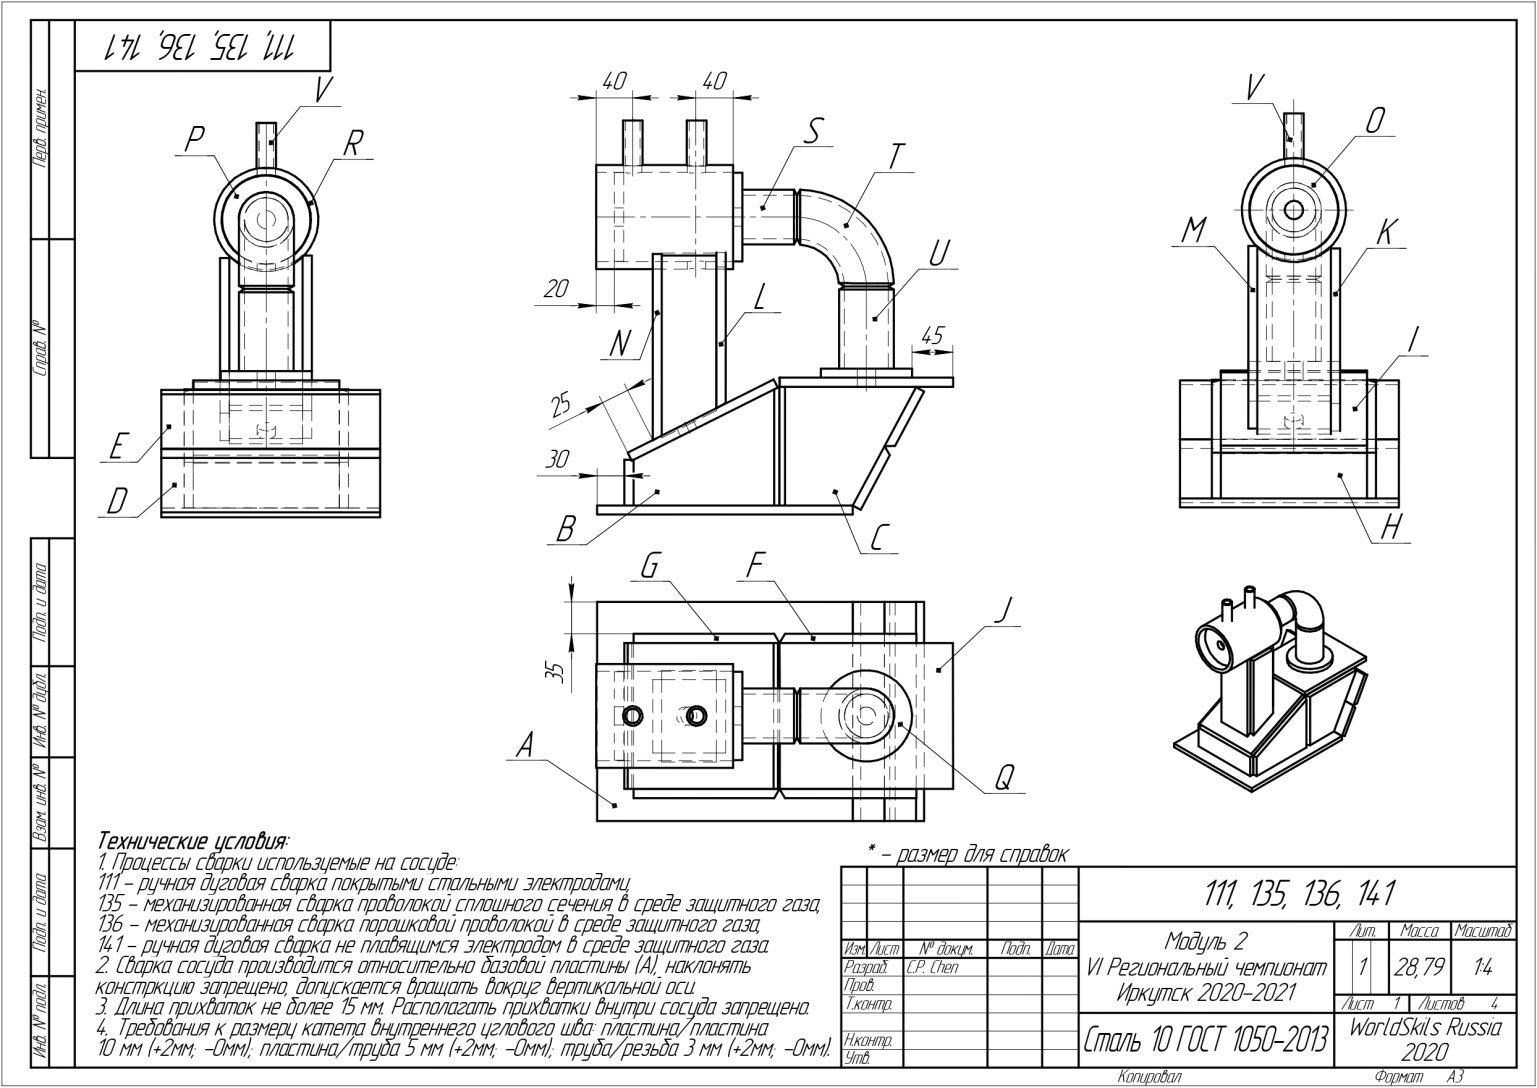 111, 135, 136, 141
Перв. примен.
Справ. №
Подп. и дата
Инв. № дубл.
Взам. инв. №
Подп. и дата
Инв. № подл.
V
P
R
E
D
40
40
S
T
U
20
L
N
45
25
30
B
C
V
O
M
K
I
H
G
F
J
35
A
Q
Технические условия:
1. Процессы сварки используемые на сосуде:
111 – ручная дуговая сварка покрытыми стальными электродами;
135 – механизированная сварка проволокой сплошного сечения в среде защитного газа;
136 – механизированная сварка порошковой проволокой в среде защитного газа;
141 – ручная дуговая сварка не плавящимся электродом в среде защитного газа.
2. Сварка сосуда производится относительно базовой пластины (А), наклонять
констркцию запрещено, допускается вращать вокруг вертикальной оси.
3. Длина прихваток не более 15 мм. Располагать прихватки внутри сосуда запрещено.
4. Требования к размеру катета внутреннего углового шва: пластина/пластина
10 мм (+2мм; –0мм); пластина/труба 5 мм (+2мм; –0мм); труба/резьба 3 мм (+2мм; –0мм).
* – размер для справок
111, 135, 136, 141
Изм. Лист № докум. Подп. Дата
Разраб. C.P. Chen
Пров.
Т.контр.
Н.контр.
Утв.
Модуль 2
VI Региональный чемпионат
Иркутск 2020–2021
Лит. Масса Масштаб
1 28,79 1:4
Лист 1 Листов 4
Сталь 10 ГОСТ 1050–2013
WorldSkils Russia
2020
Копировал Формат А3